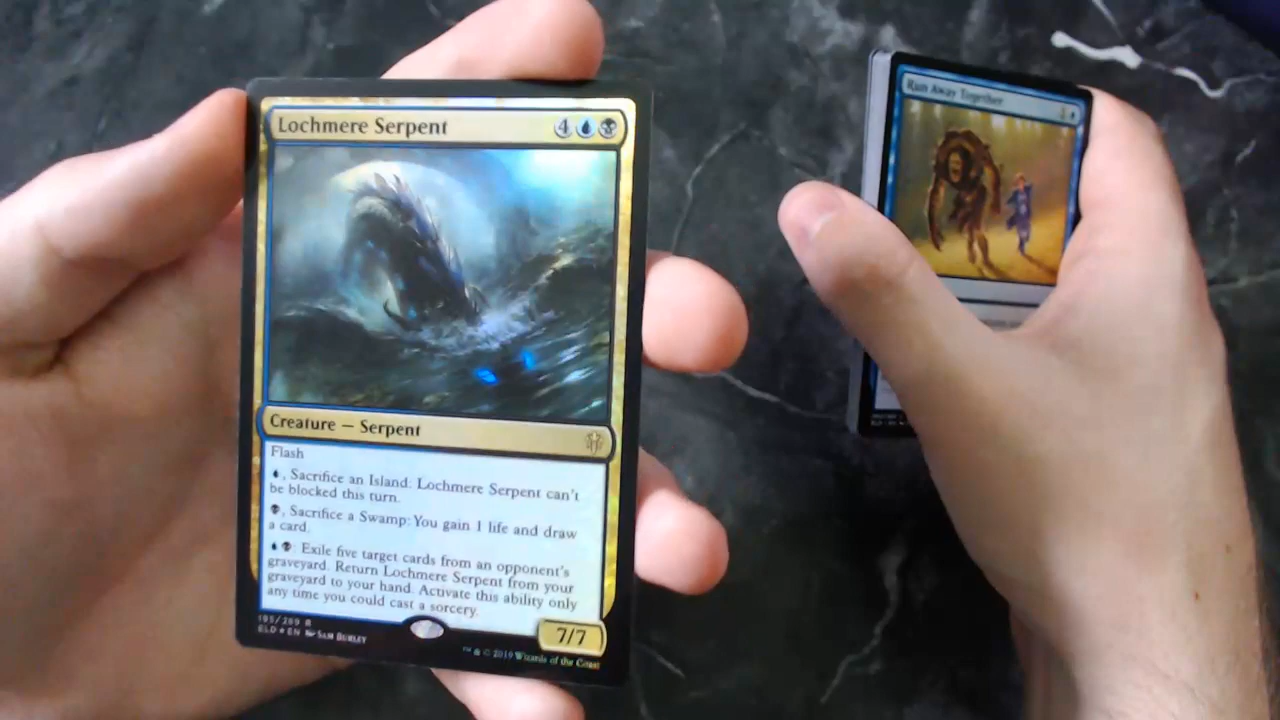 Lochmere Serpent 4
Creature — Serpent
Flash
, Sacrifice an Island: Lochmere Serpent can't
be blocked this turn.
, Sacrifice a Swamp: You gain 1 life and draw
a card.
: Exile five target cards from an opponent's
graveyard. Return Lochmere Serpent from your
graveyard to your hand. Activate this ability only
any time you could cast a sorcery.
195/269 R
ELD EN Sam Burley
7/7
™ & © 2019 Wizards of the Coast
Run Away Together 1